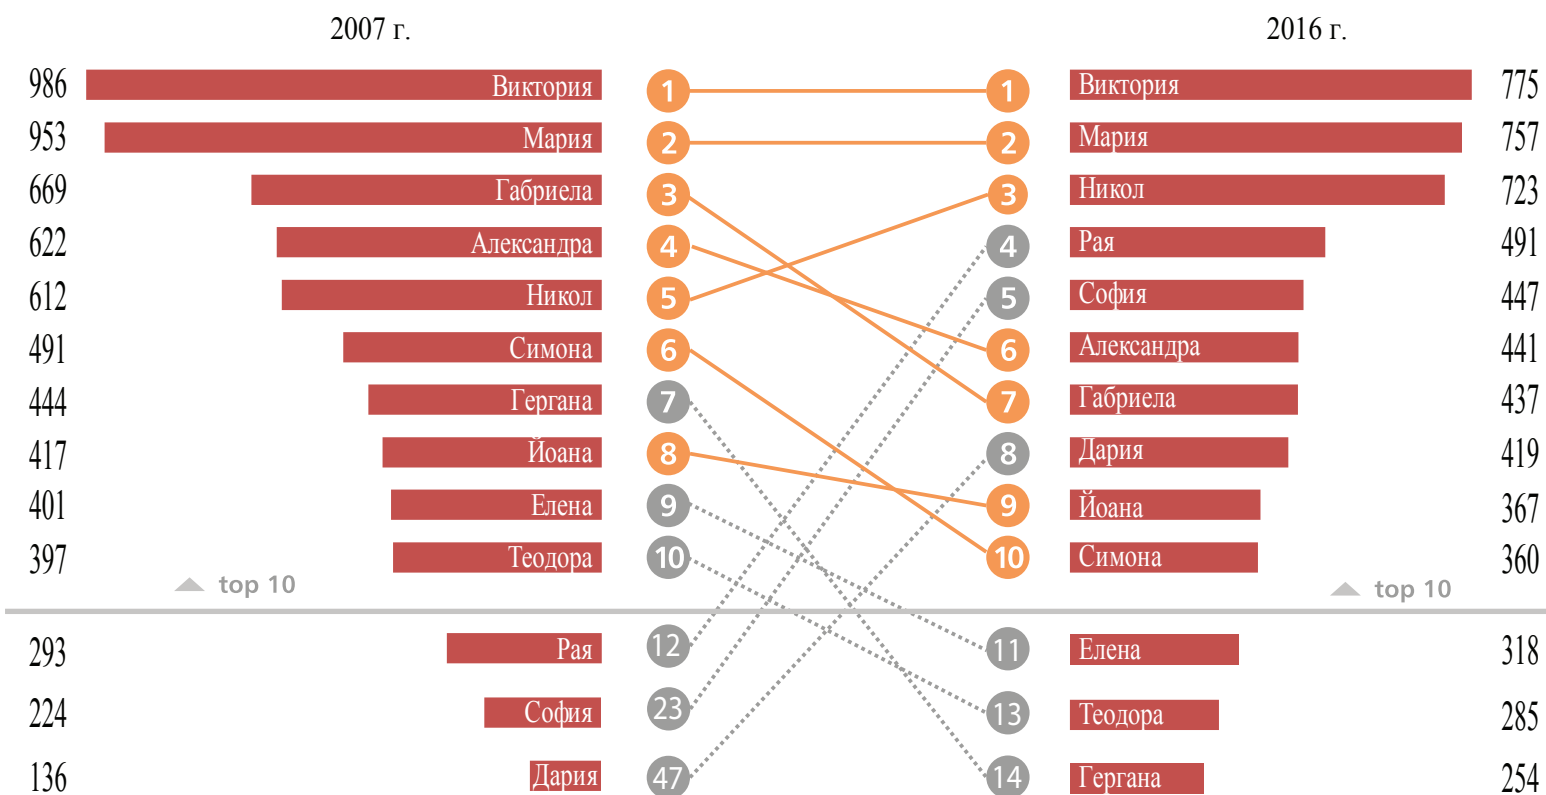 2007 г. 2016 г.
986 Виктория 1 1 Виктория 775
953 Мария 2 2 Мария 757
669 Габриела 3 3 Никол 723
622 Александра 4 4 Рая 491
612 Никол 5 5 София 447
491 Симона 6 6 Александра 441
444 Гергана 7 7 Габриела 437
417 Йоана 8 8 Дария 419
401 Елена 9 9 Йоана 367
397 Теодора 10 10 Симона 360
top 10 top 10
293 Рая 12 11 Елена 318
224 София 23 13 Теодора 285
136 Дария 47 14 Гергана 254